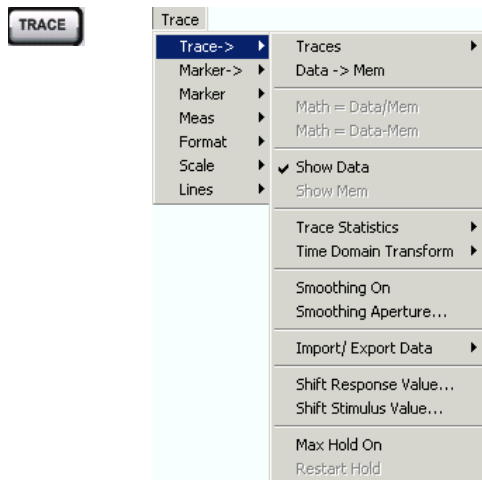 TRACE
Trace
Trace->
Marker->
Marker
Meas
Format
Scale
Lines
Traces
Data -> Mem
Math = Data/Mem
Math = Data-Mem
Show Data
Show Mem
Trace Statistics
Time Domain Transform
Smoothing On
Smoothing Aperture...
Import/ Export Data
Shift Response Value...
Shift Stimulus Value...
Max Hold On
Restart Hold